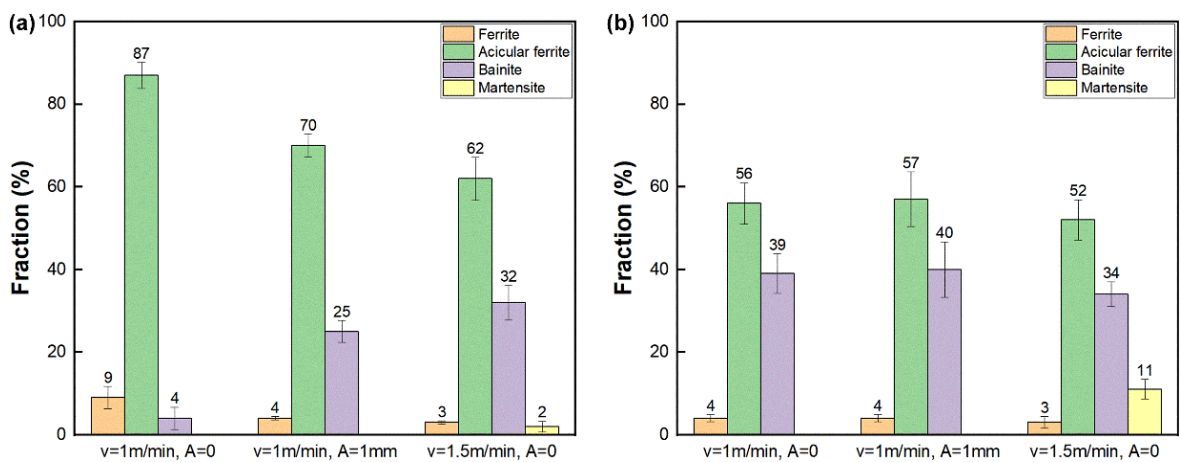 (a)
Fraction (%)
100
80
60
40
20
0
Ferrite
Acicular ferrite
Bainite
Martensite
9
87
4
4
70
25
3
62
32
2
v=1m/min, A=0
v=1m/min, A=1mm
v=1.5m/min, A=0
(b)
Fraction (%)
100
80
60
40
20
0
Ferrite
Acicular ferrite
Bainite
Martensite
4
56
39
4
57
40
3
52
34
11
v=1m/min, A=0
v=1m/min, A=1mm
v=1.5m/min, A=0